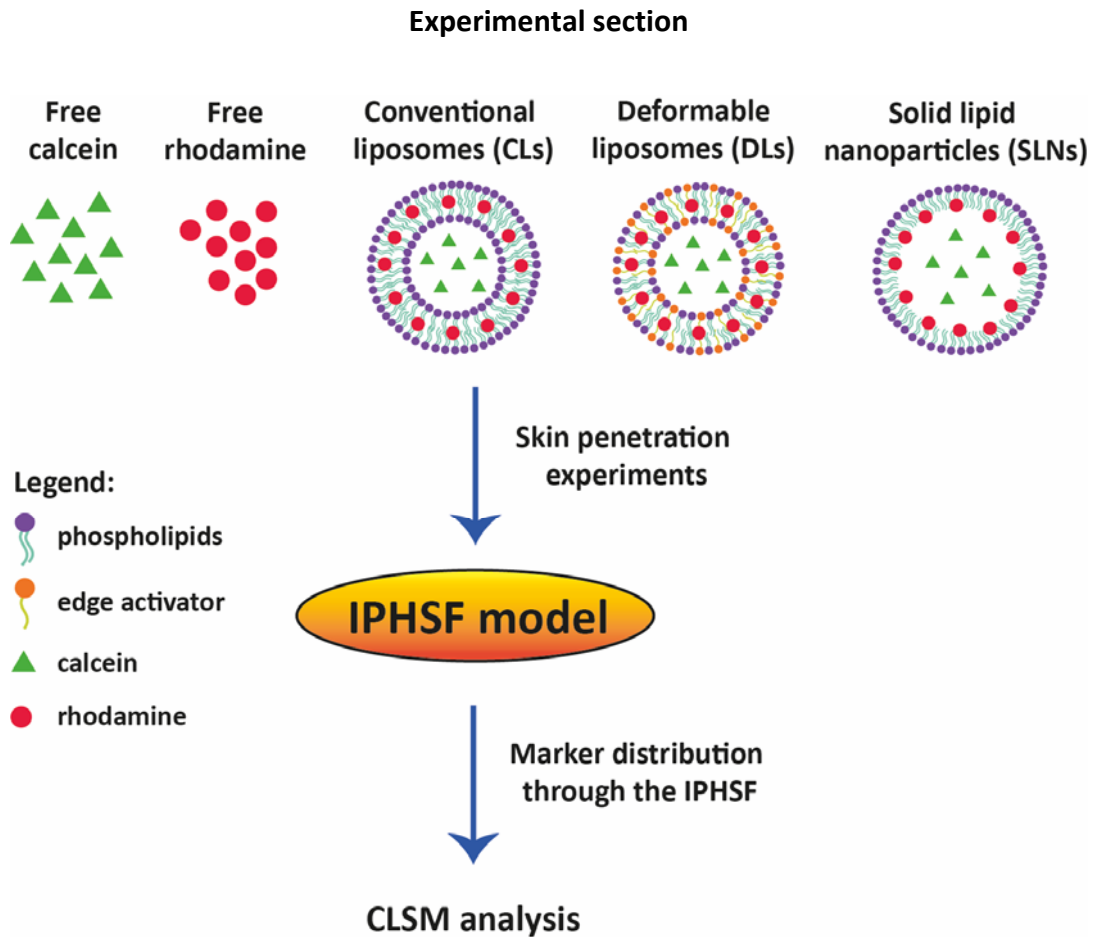 Experimental section
Free
calcein
Free
rhodamine
Conventional
liposomes (CLs)
Deformable
liposomes (DLs)
Solid lipid
nanoparticles (SLNs)
Skin penetration
experiments
Legend:
phospholipids
edge activator
calcein
rhodamine
IPHSF model
Marker distribution
through the IPHSF
CLSM analysis